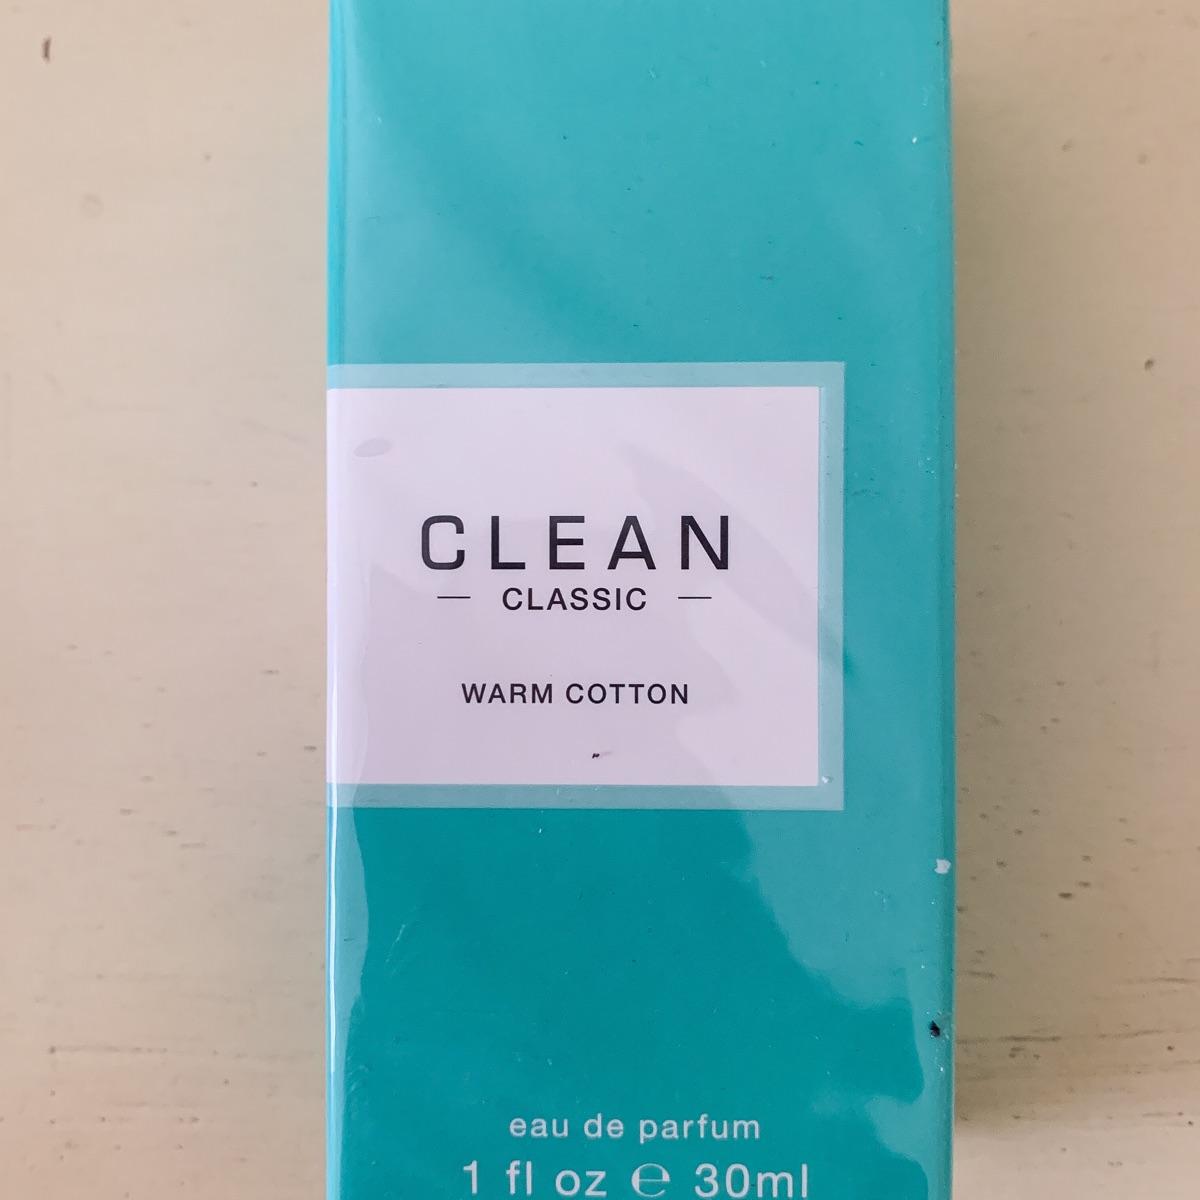 CLEAN
— CLASSIC —
WARM COTTON
eau de parfum
1 fl oz ℮ 30ml